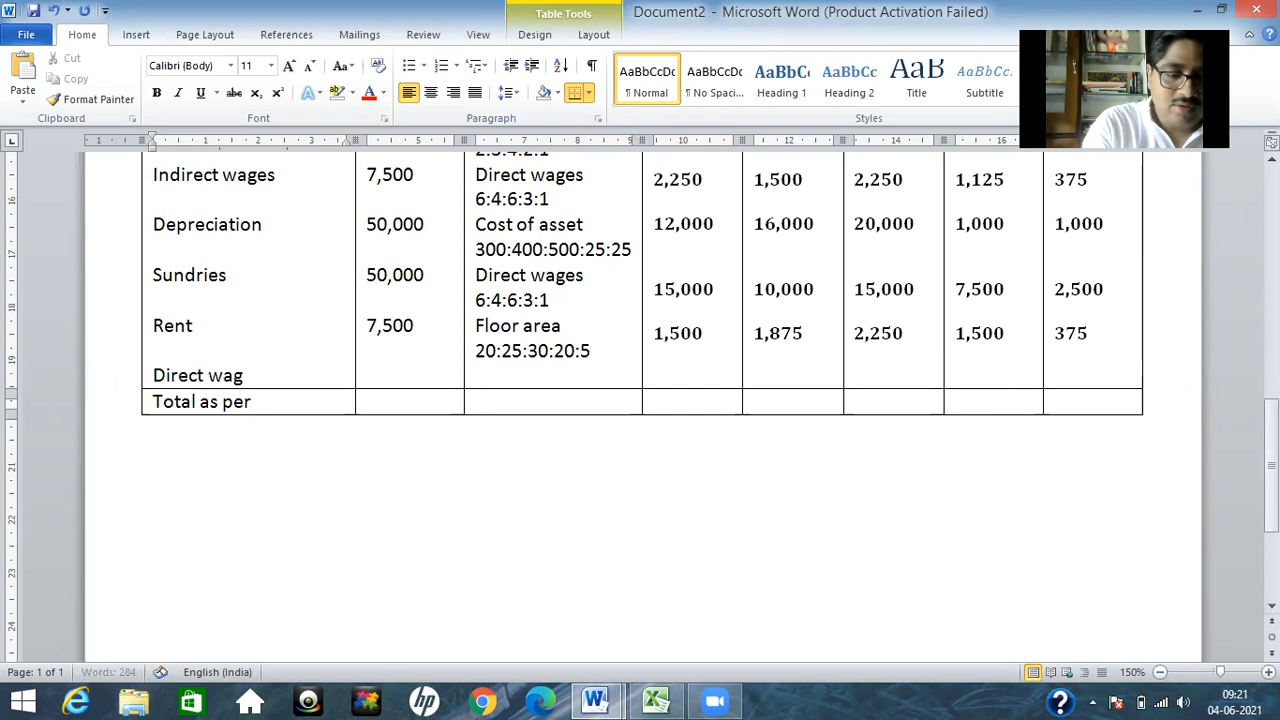 Table Tools
Document2 - Microsoft Word (Product Activation Failed)
File Home Insert Page Layout References Mailings Review View Design Layout
Paste
Cut
Copy
Format Painter
Calibri (Body) 11
AaBbCcDc AaBbCcDc AaBbCc AaBbCc AaB AaBbCcDc
¶ Normal ¶ No Spaci... Heading 1 Heading 2 Title Subtitle
Clipboard Font Paragraph Styles
Indirect wages 7,500 Direct wages 2,250 1,500 2,250 1,125 375
6:4:6:3:1
Depreciation 50,000 Cost of asset 12,000 16,000 20,000 1,000 1,000
300:400:500:25:25
Sundries 50,000 Direct wages 15,000 10,000 15,000 7,500 2,500
6:4:6:3:1
Rent 7,500 Floor area 1,500 1,875 2,250 1,500 375
20:25:30:20:5
Direct wag
Total as per
Page: 1 of 1 Words: 284 English (India) 150%
09:21
04-06-2021